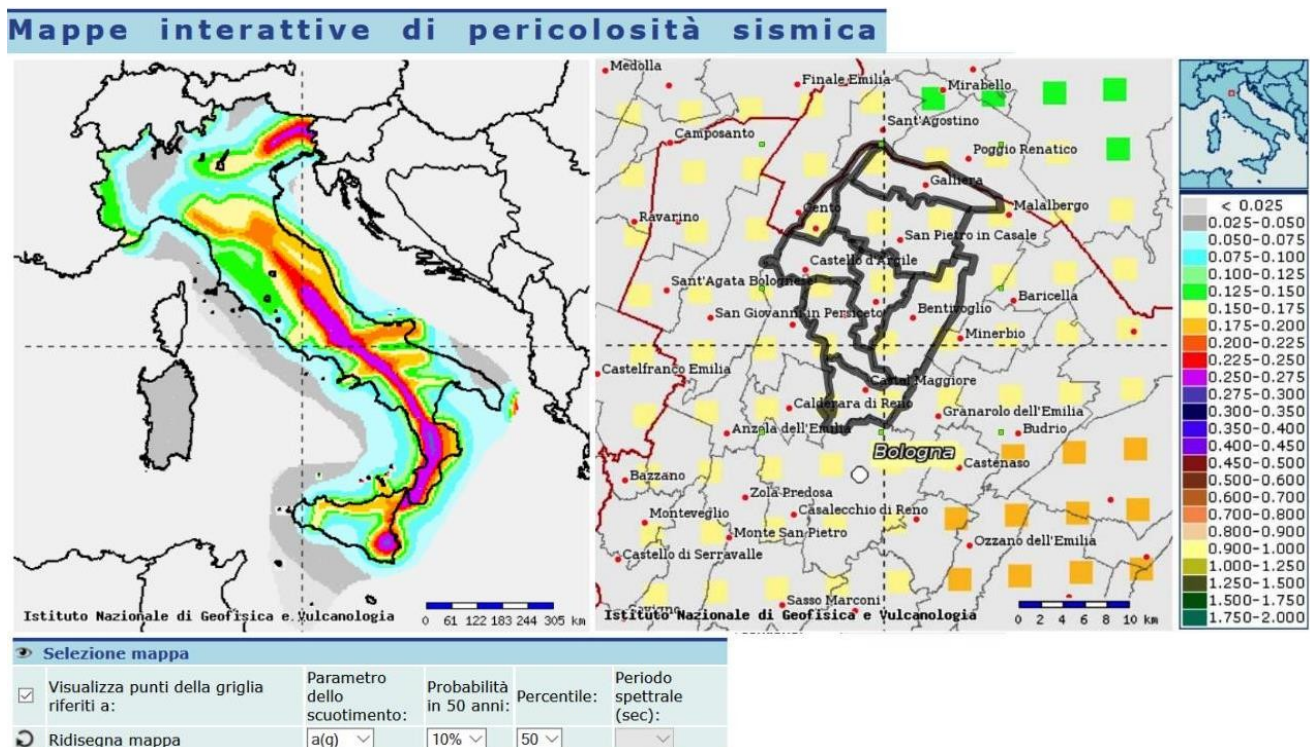 Mappe interattive di pericolosità sismica
Istituto Nazionale di Geofisica e Vulcanologia
0 61 122 183 244 305 km
Medolla
Finale Emilia
Mirabello
Camposanto
Sant'Agostino
Poggio Renatico
Galliera
Ravarino
Cento
Malalbergo
San Pietro in Casale
Castello d'Argile
Sant'Agata Bolognese
Baricella
San Giovanni in Persiceto
Bentivoglio
Minerbio
Castelfranco Emilia
Castel Maggiore
Calderara di Reno
Granarolo dell'Emilia
Anzola dell'Emilia
Budrio
Bologna
Castenaso
Bazzano
Zola Predosa
Monteveglio
Casalecchio di Reno
Monte San Pietro
Ozzano dell'Emilia
Castello di Serravalle
Sasso Marconi
Istituto Nazionale di Geofisica e Vulcanologia
0 2 4 6 8 10 km
< 0.025
0.025-0.050
0.050-0.075
0.075-0.100
0.100-0.125
0.125-0.150
0.150-0.175
0.175-0.200
0.200-0.225
0.225-0.250
0.250-0.275
0.275-0.300
0.300-0.350
0.350-0.400
0.400-0.450
0.450-0.500
0.500-0.600
0.600-0.700
0.700-0.800
0.800-0.900
0.900-1.000
1.000-1.250
1.250-1.500
1.500-1.750
1.750-2.000
Selezione mappa
Visualizza punti della griglia
riferiti a:
Parametro
dello
scuotimento:
Probabilità
in 50 anni:
Percentile:
Periodo
spettrale
(sec):
Ridisegna mappa
a(g)
10%
50